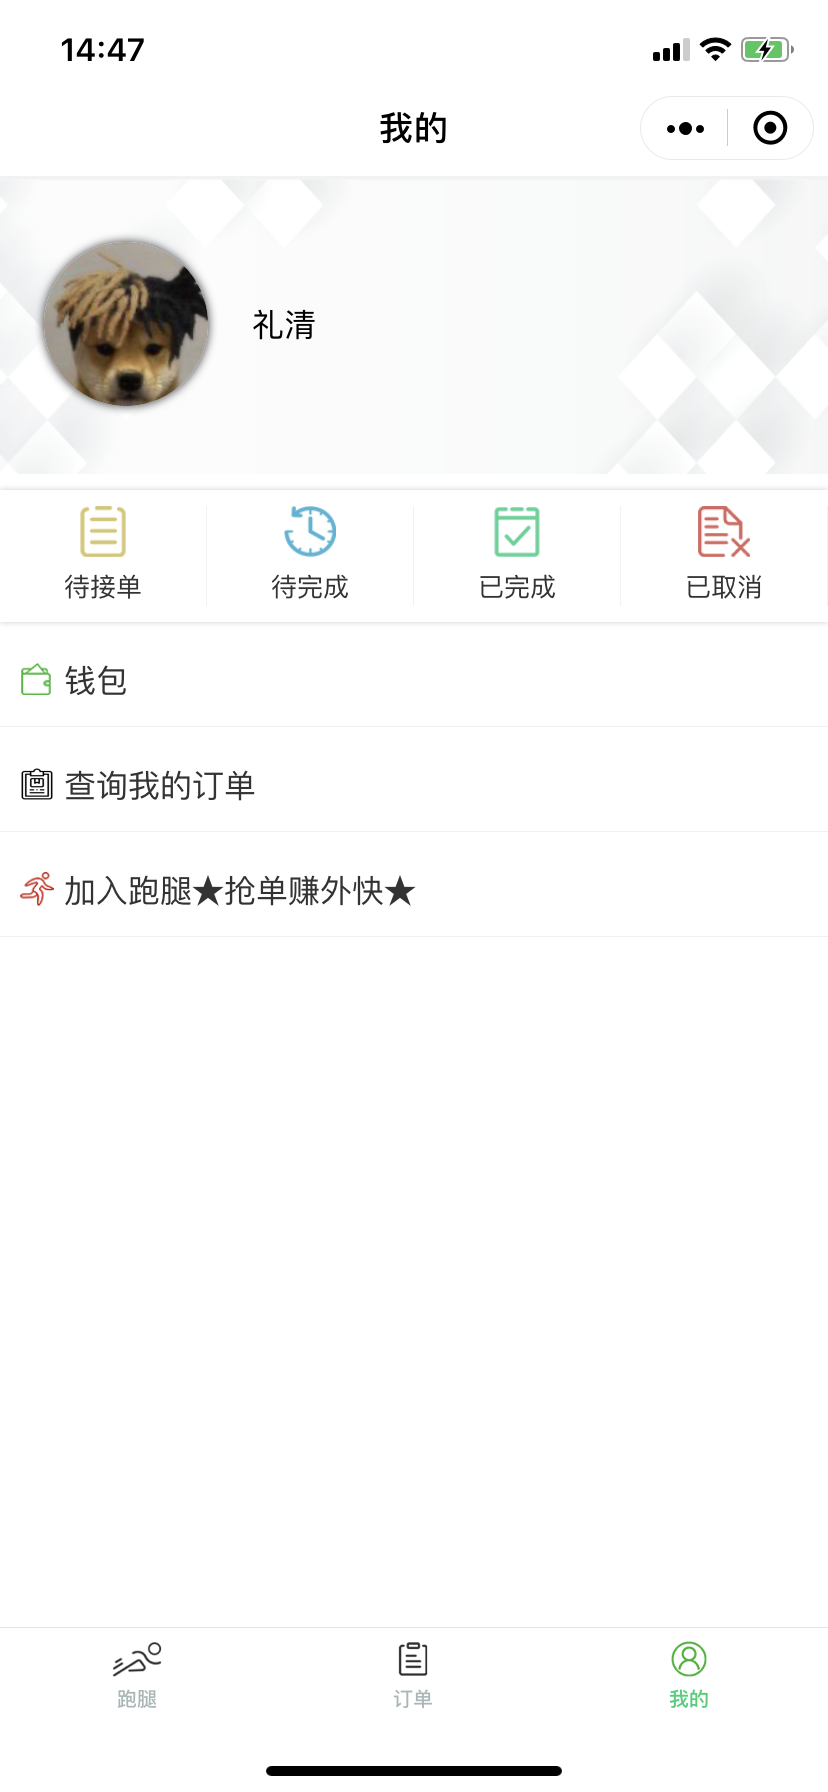 14:47
我的
礼清
待接单 待完成 已完成 已取消
钱包
查询我的订单
加入跑腿★抢单赚外快★
跑腿 订单 我的